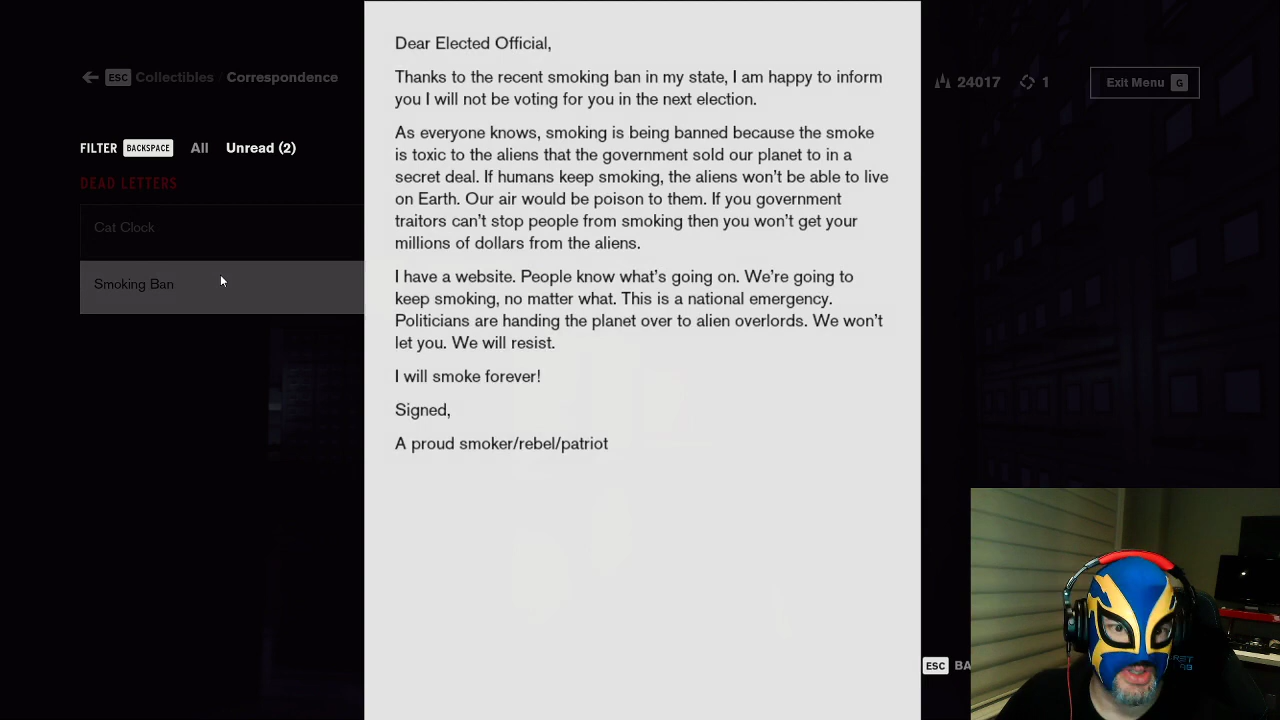 Dear Elected Official,
ESC Collectibles / Correspondence
Thanks to the recent smoking ban in my state, I am happy to inform
you I will not be voting for you in the next election.
24017 1
Exit Menu G
FILTER BACKSPACE All Unread (2)
As everyone knows, smoking is being banned because the smoke
is toxic to the aliens that the government sold our planet to in a
secret deal. If humans keep smoking, the aliens won't be able to live
on Earth. Our air would be poison to them. If you government
traitors can't stop people from smoking then you won't get your
millions of dollars from the aliens.
DEAD LETTERS
Cat Clock
Smoking Ban
I have a website. People know what's going on. We're going to
keep smoking, no matter what. This is a national emergency.
Politicians are handing the planet over to alien overlords. We won't
let you. We will resist.
I will smoke forever!
Signed,
A proud smoker/rebel/patriot
ESC BA